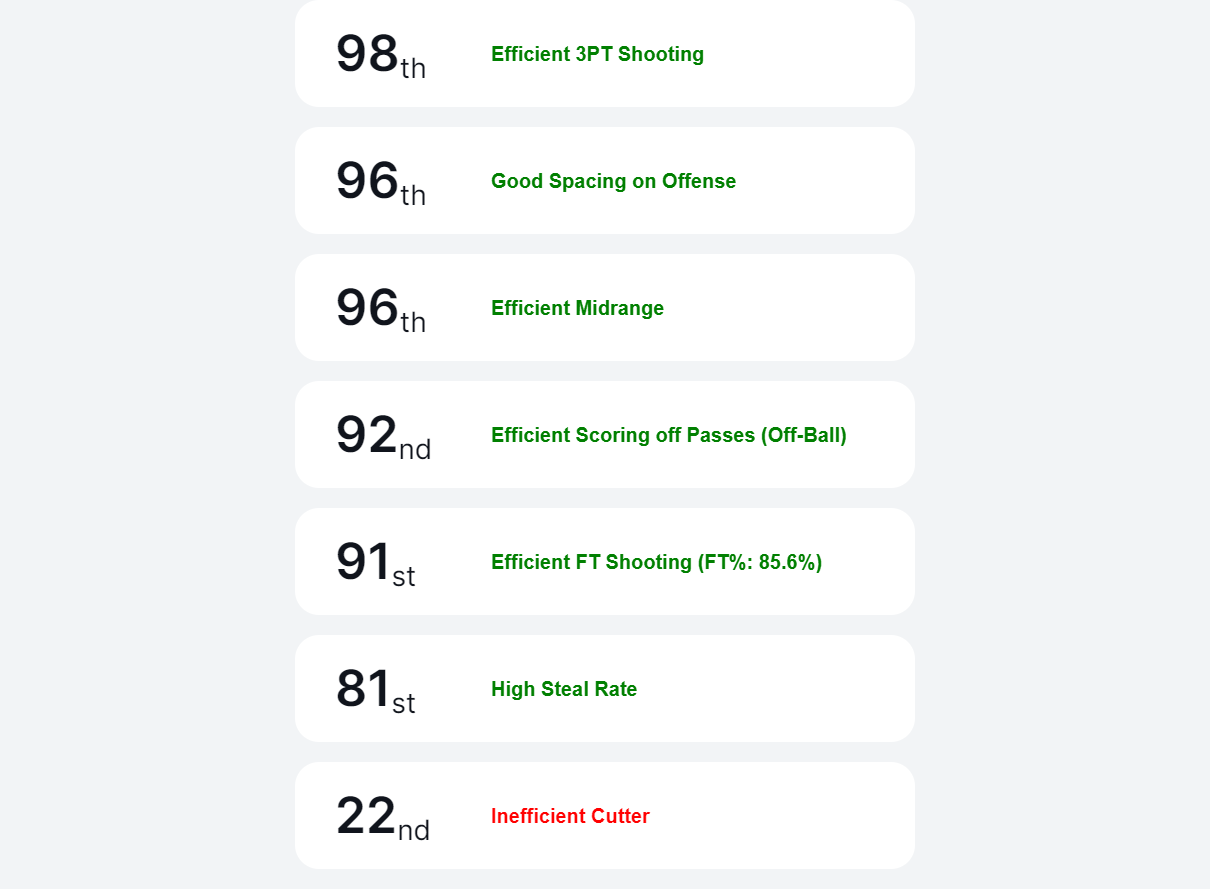 98th Efficient 3PT Shooting
96th Good Spacing on Offense
96th Efficient Midrange
92nd Efficient Scoring off Passes (Off-Ball)
91st Efficient FT Shooting (FT%: 85.6%)
81st High Steal Rate
22nd Inefficient Cutter